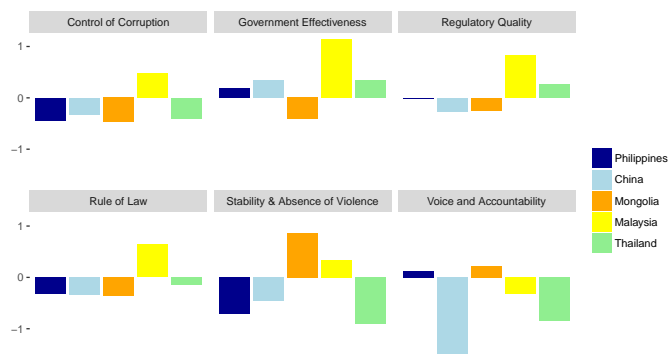 Control of Corruption
Government Effectiveness
Regulatory Quality
1
0
−1
Rule of Law
Stability & Absence of Violence
Voice and Accountability
1
0
−1
Philippines
China
Mongolia
Malaysia
Thailand